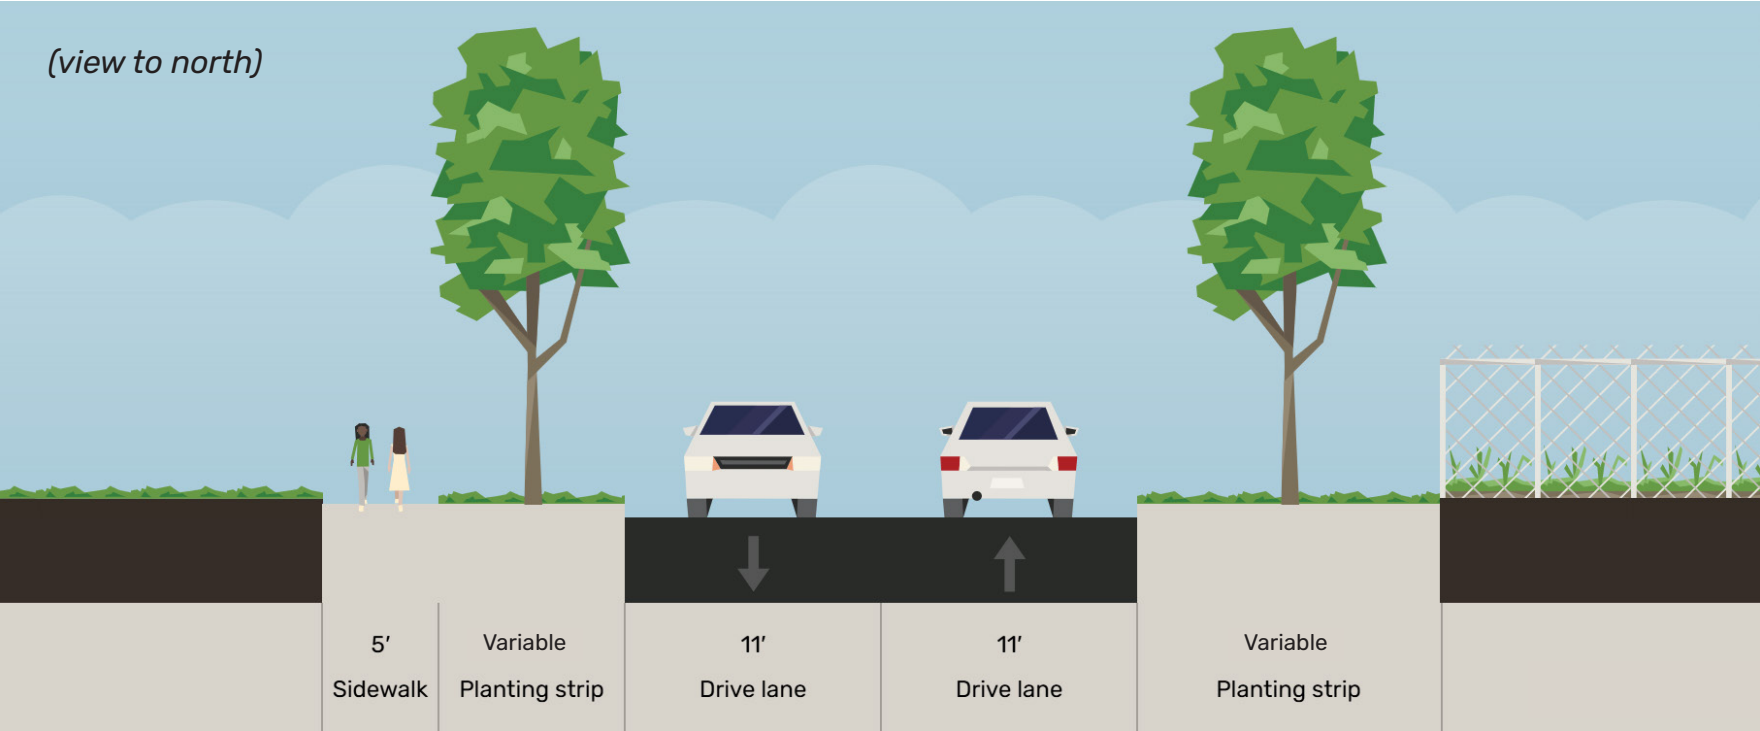 (view to north)
5′
Sidewalk
Variable
Planting strip
11′
Drive lane
11′
Drive lane
Variable
Planting strip